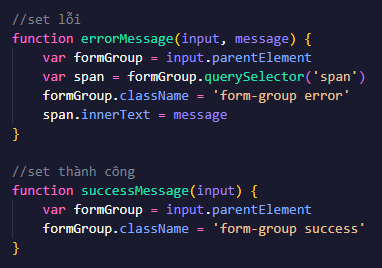 //set lỗi
function errorMessage(input, message) {
    var formGroup = input.parentElement
    var span = formGroup.querySelector('span')
    formGroup.className = 'form-group error'
    span.innerText = message
}

//set thành công
function successMessage(input) {
    var formGroup = input.parentElement
    formGroup.className = 'form-group success'
}